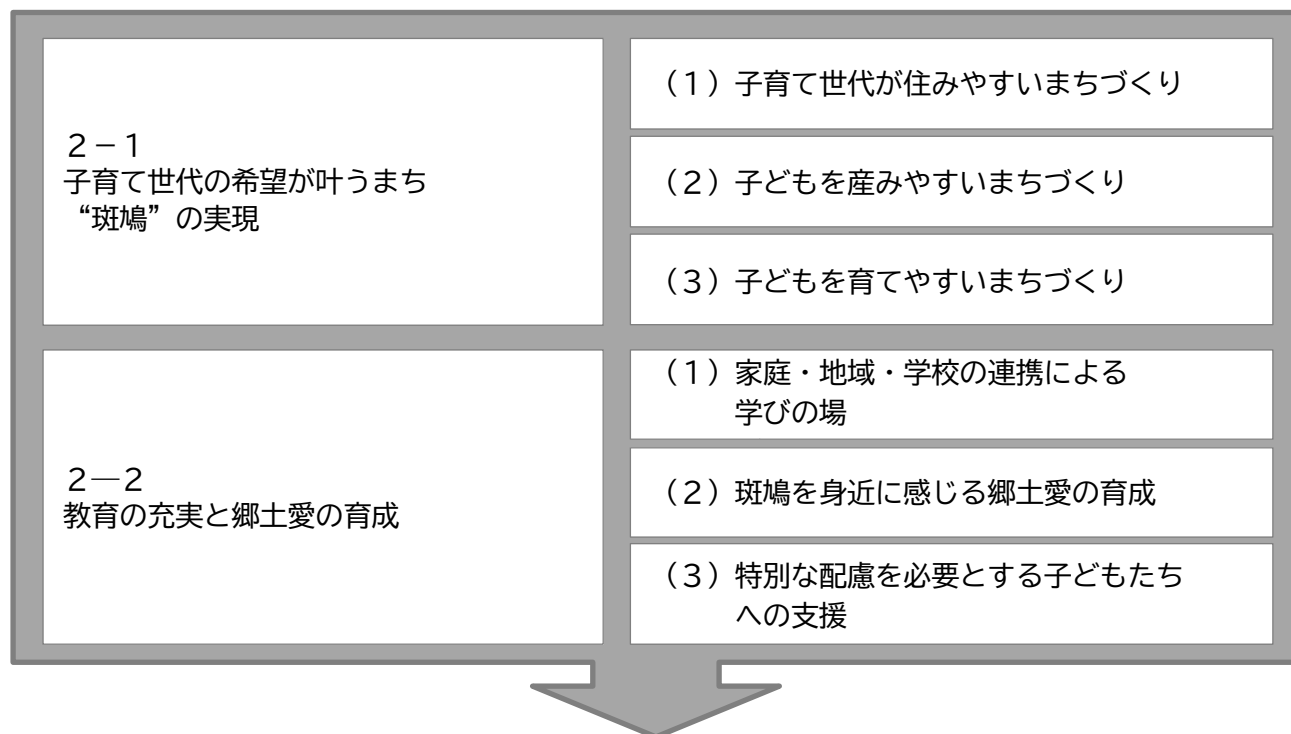 ２－１
子育て世代の希望が叶うまち
“斑鳩”の実現
（１）子育て世代が住みやすいまちづくり
（２）子どもを産みやすいまちづくり
（３）子どもを育てやすいまちづくり
２―２
教育の充実と郷土愛の育成
（１）家庭・地域・学校の連携による
学びの場
（２）斑鳩を身近に感じる郷土愛の育成
（３）特別な配慮を必要とする子どもたち
への支援